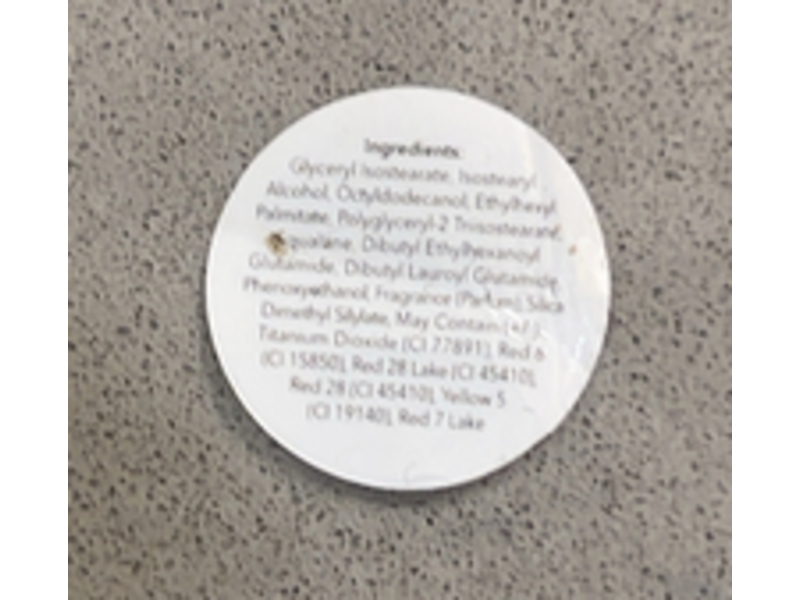 Ingredients:
Glyceryl Isostearate, Isostearyl
Alcohol, Octyldodecanol, Ethylhexyl
Palmitate, Polyglyceryl-2 Triisostearate,
qualane, Dibutyl Ethylhexanoyl
Glutamide, Dibutyl Lauroyl Glutamide,
Phenoxyethanol, Fragrance (Parfum), Silica
Dimethyl Silylate, May Contain (+/-):
Titanium Dioxide (CI 77891), Red 6
(CI 15850), Red 28 Lake (CI 45410),
Red 28 (CI 45410), Yellow 5
(CI 19140), Red 7 Lake